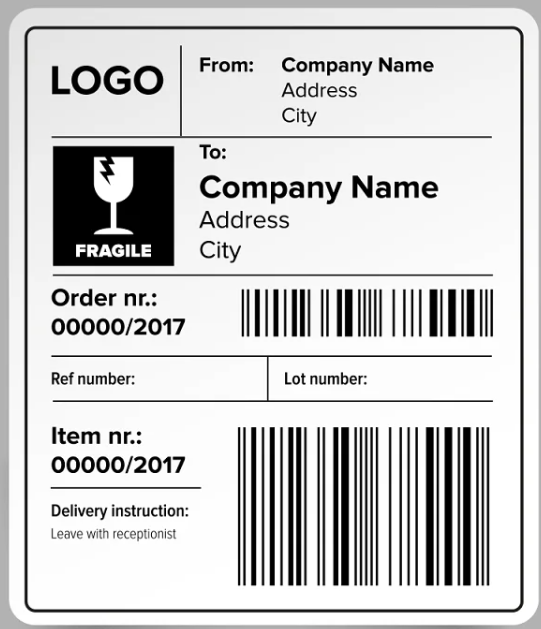 LOGO
From: Company Name
Address
City
To:
Company Name
Address
City
FRAGILE
Order nr.:
00000/2017
Ref number: Lot number:
Item nr.:
00000/2017
Delivery instruction:
Leave with receptionist